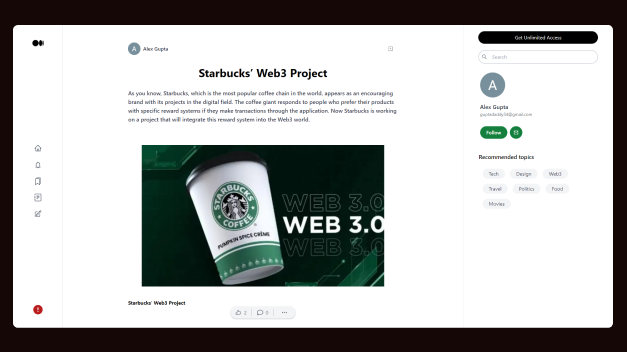 A Alex Gupta
Starbucks' Web3 Project
As you know, Starbucks, which is the most popular coffee chain in the world, appears as an encouraging
brand with its projects in the digital field. The coffee giant responds to people who prefer their products
with specific reward systems if they make transactions through the application. Now Starbucks is working
on a project that will integrate this reward system into the Web3 world.
STARBUCKS
COFFEE
PUMPKIN SPICE CRÈME
WEB 3.0
WEB 3.0
WEB 3.0
Starbucks' Web3 Project
2
0
Get Unlimited Access
Search
A
Alex Gupta
Follow
Recommended topics
Tech Design Web3
Travel Politics Food
Movies